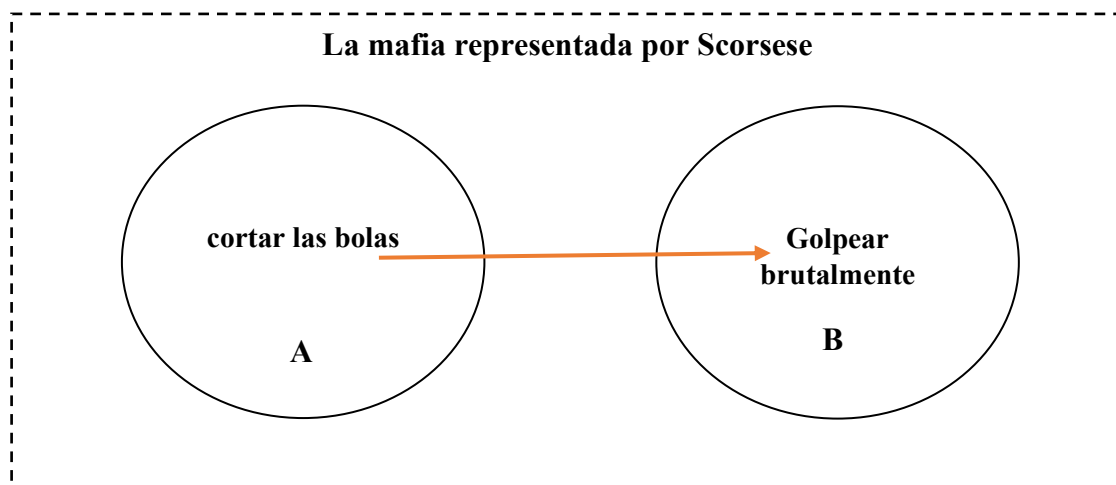 La mafia representada por Scorsese
cortar las bolas
Golpear
brutalmente
A
B